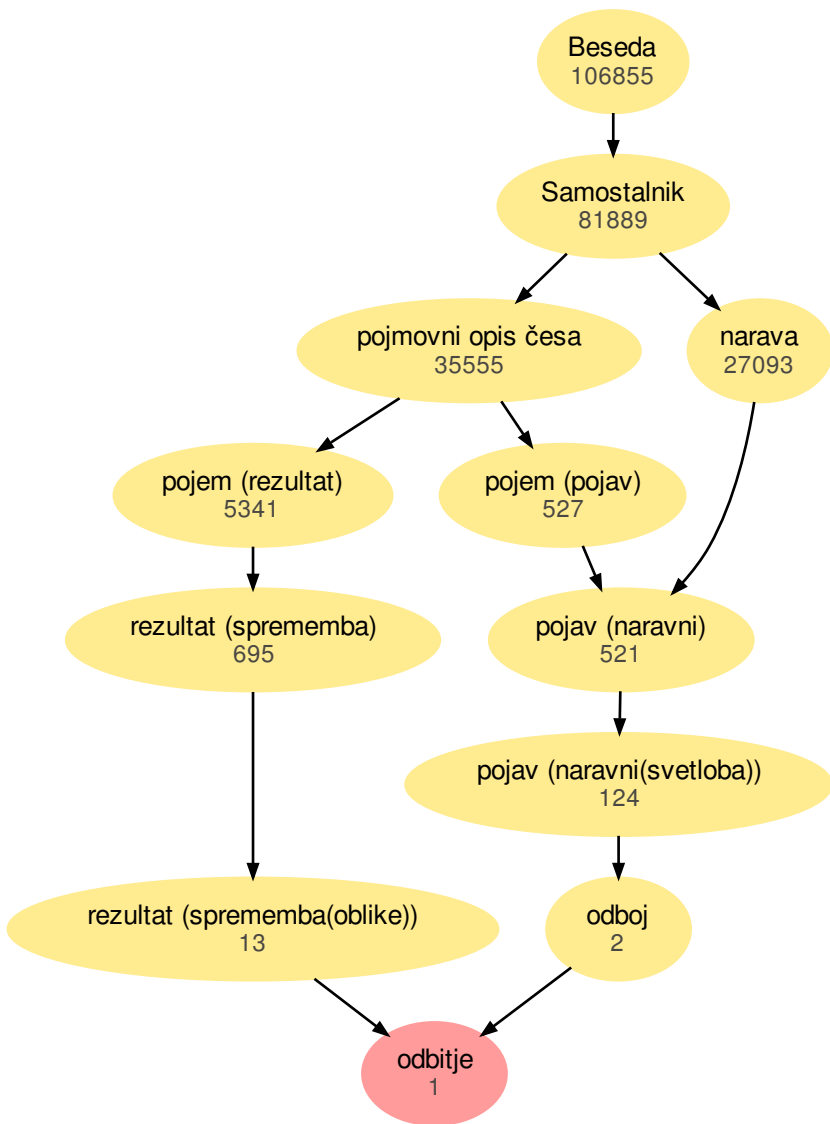 Beseda
106855
Samostalnik
81889
pojmovni opis česa
35555
narava
27093
pojem (rezultat)
5341
pojem (pojav)
527
rezultat (sprememba)
695
pojav (naravni)
521
pojav (naravni(svetloba))
124
rezultat (sprememba(oblike))
13
odboj
2
odbitje
1